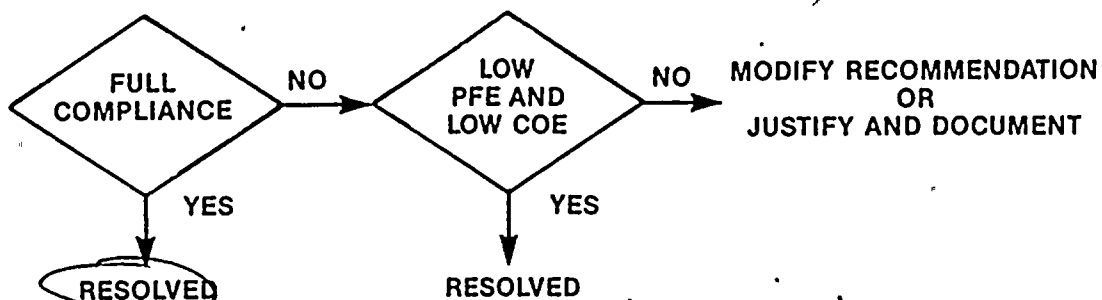 FULL
COMPLIANCE
NO
LOW
PFE AND
LOW COE
NO
MODIFY RECOMMENDATION
OR
JUSTIFY AND DOCUMENT
YES
YES
RESOLVED
RESOLVED